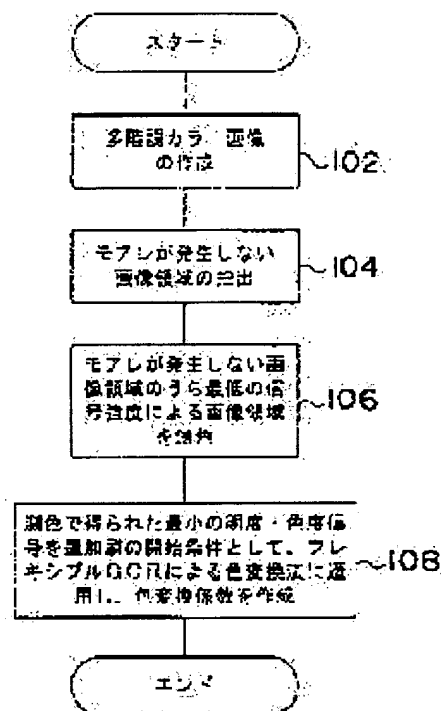 スタート
多階調カラー画像
の作成
102
モアレが発生しない
画像領域の抽出
104
モアレが発生しない画
像領域のうち最低の信
号強度による画像領域
を測色
106
測色で得られた最小の明度・色度信
号を墨加刷の開始条件として、フレ
キシブルUCRによる色変換
用し、色変換係数を作成
108
エンド